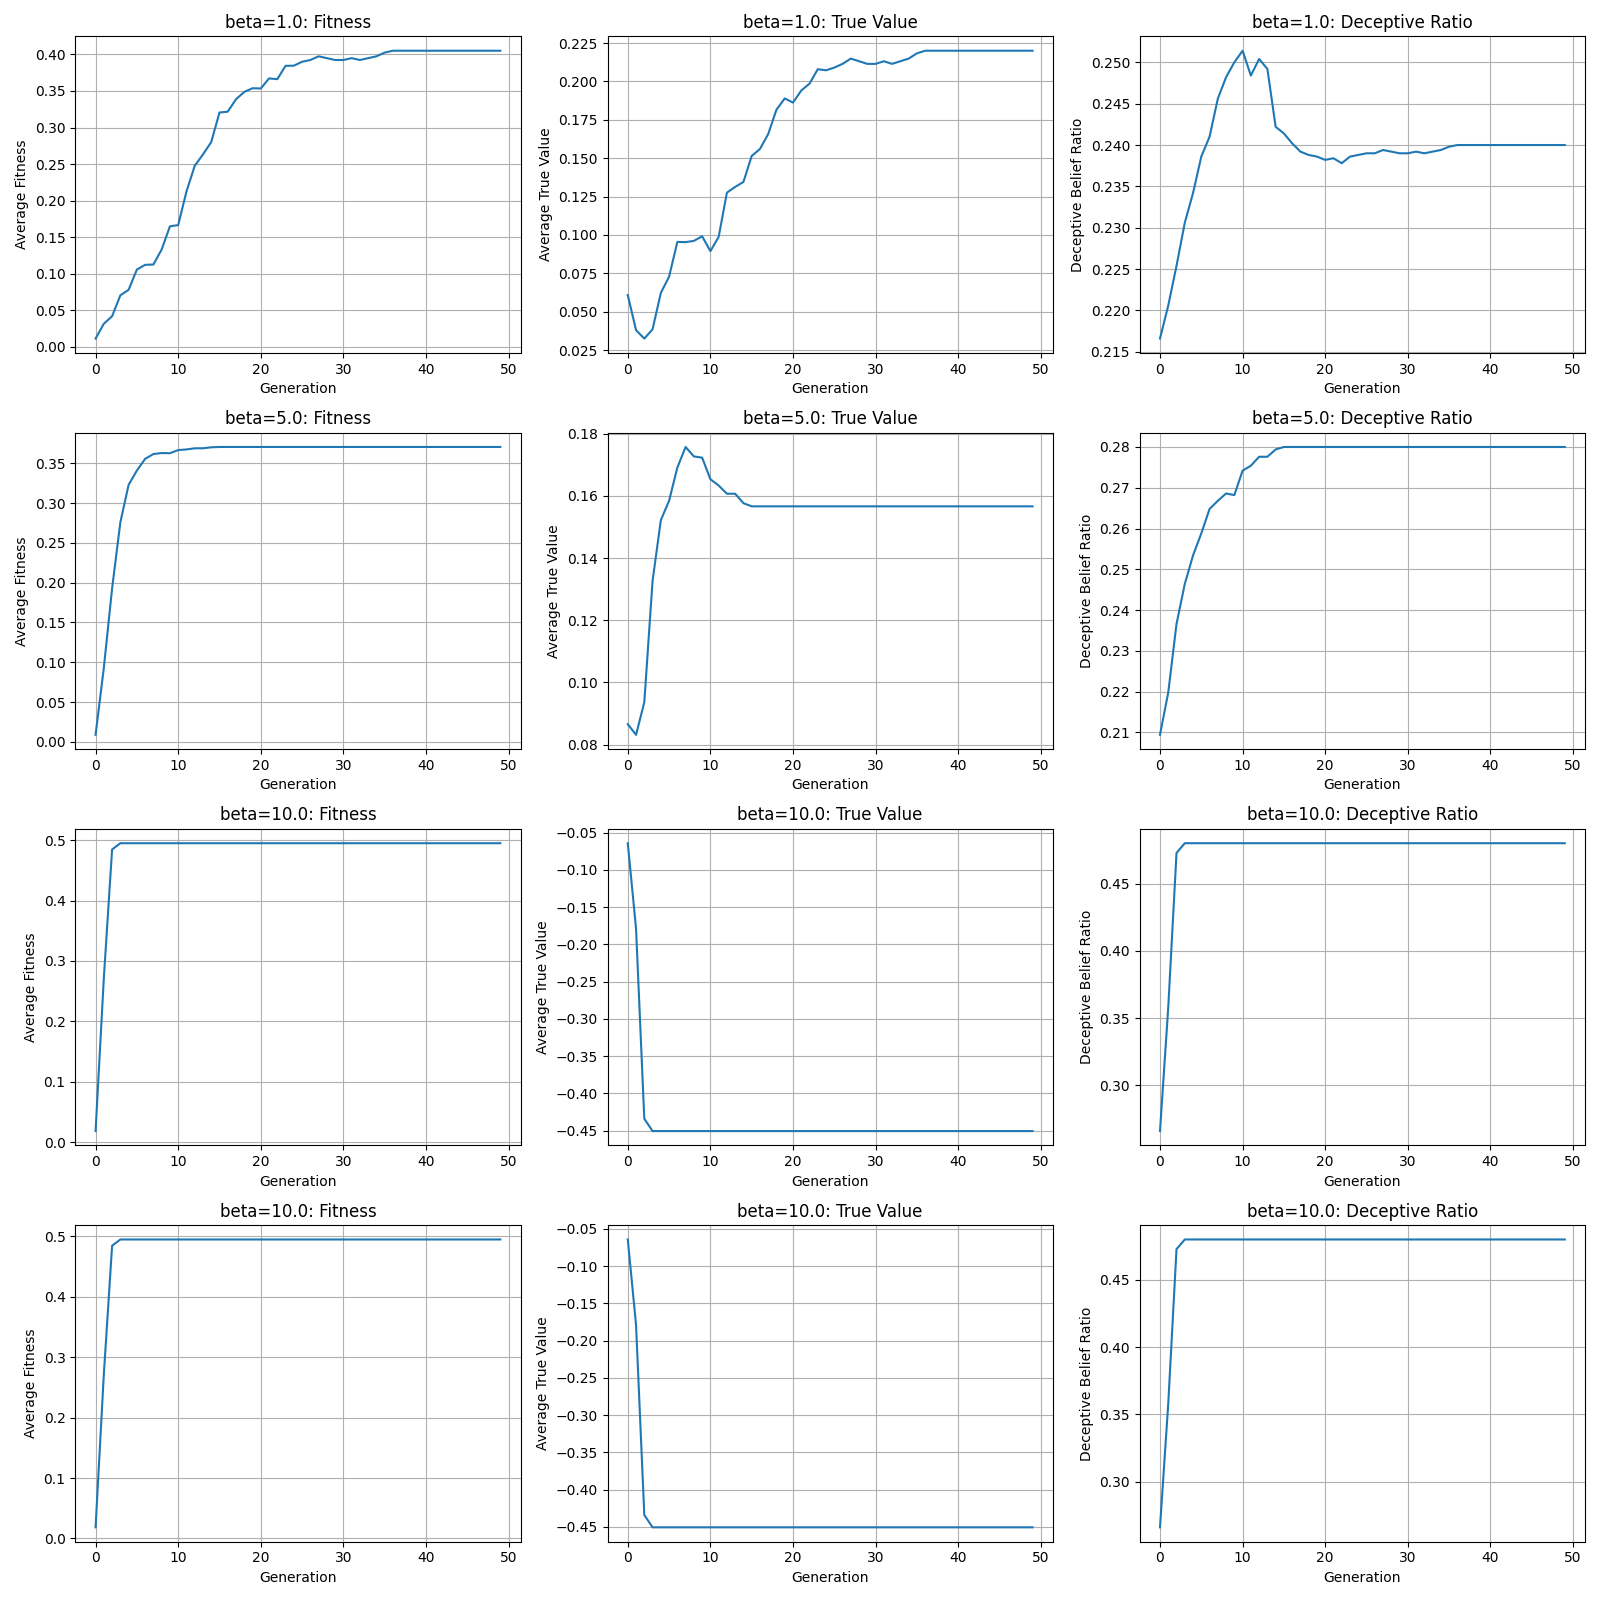 beta=1.0: Fitness
Average Fitness
0.40
0.35
0.30
0.25
0.20
0.15
0.10
0.05
0.00
0 10 20 30 40 50
Generation
beta=1.0: True Value
Average True Value
0.225
0.200
0.175
0.150
0.125
0.100
0.075
0.050
0.025
0 10 20 30 40 50
Generation
beta=1.0: Deceptive Ratio
Deceptive Belief Ratio
0.250
0.245
0.240
0.235
0.230
0.225
0.220
0.215
0 10 20 30 40 50
Generation
beta=5.0: Fitness
Average Fitness
0.35
0.30
0.25
0.20
0.15
0.10
0.05
0.00
0 10 20 30 40 50
Generation
beta=5.0: True Value
Average True Value
0.18
0.16
0.14
0.12
0.10
0.08
0 10 20 30 40 50
Generation
beta=5.0: Deceptive Ratio
Deceptive Belief Ratio
0.28
0.27
0.26
0.25
0.24
0.23
0.22
0.21
0 10 20 30 40 50
Generation
beta=10.0: Fitness
Average Fitness
0.5
0.4
0.3
0.2
0.1
0.0
0 10 20 30 40 50
Generation
beta=10.0: True Value
Average True Value
−0.05
−0.10
−0.15
−0.20
−0.25
−0.30
−0.35
−0.40
−0.45
0 10 20 30 40 50
Generation
beta=10.0: Deceptive Ratio
Deceptive Belief Ratio
0.45
0.40
0.35
0.30
0 10 20 30 40 50
Generation
beta=10.0: Fitness
Average Fitness
0.5
0.4
0.3
0.2
0.1
0.0
0 10 20 30 40 50
Generation
beta=10.0: True Value
Average True Value
−0.05
−0.10
−0.15
−0.20
−0.25
−0.30
−0.35
−0.40
−0.45
0 10 20 30 40 50
Generation
beta=10.0: Deceptive Ratio
Deceptive Belief Ratio
0.45
0.40
0.35
0.30
0 10 20 30 40 50
Generation